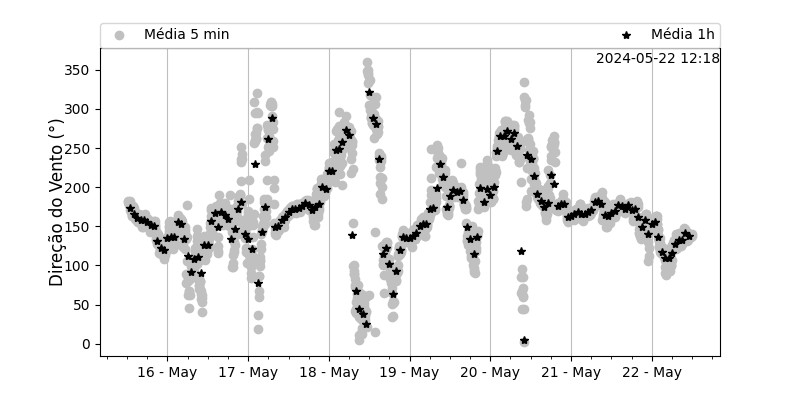 Média 5 min
Média 1h
2024-05-22 12:18
Direção do Vento (°)
350
300
250
200
150
100
50
0
16 - May
17 - May
18 - May
19 - May
20 - May
21 - May
22 - May